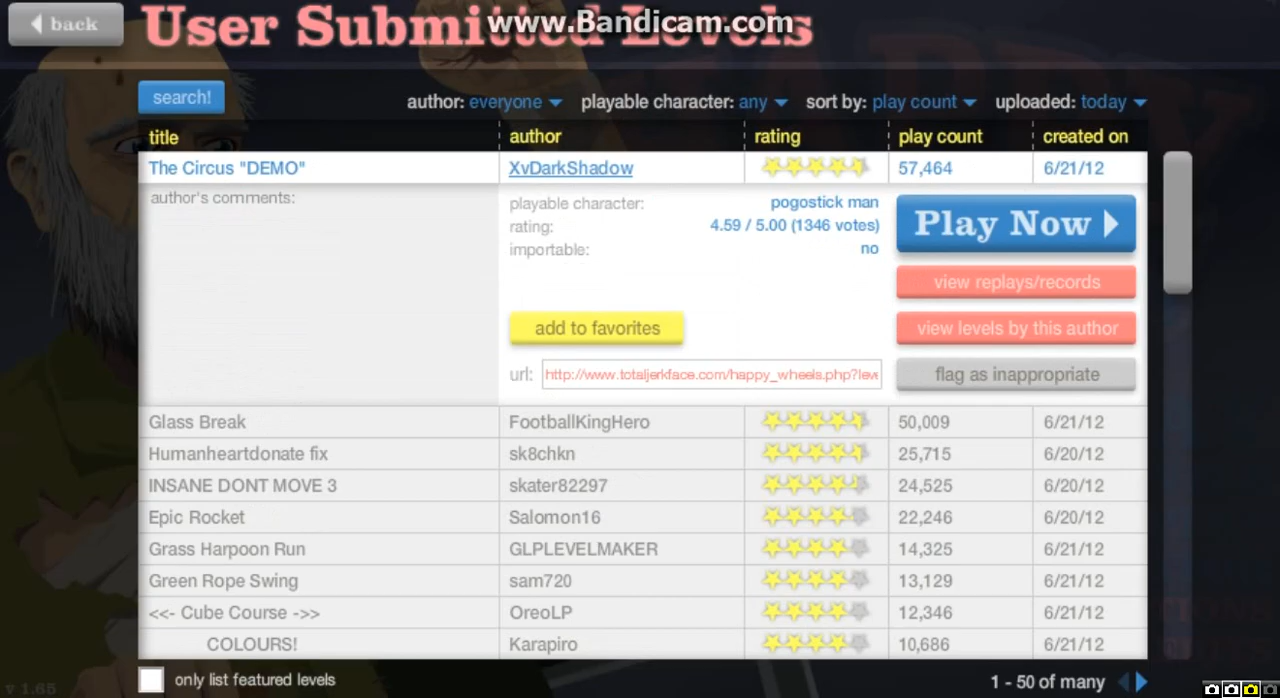 back
User Submitted Levels
www.Bandicam.com
search!
author: everyone playable character: any sort by: play count uploaded: today
title author rating play count created on
The Circus "DEMO" XvDarkShadow 57,464 6/21/12
author's comments:
playable character: pogostick man
rating: 4.59 / 5.00 (1346 votes)
importable: no
Play Now
view replays/records
add to favorites
view levels by this author
url: http://www.totaljerkface.com/happy_wheels.php?leve
flag as inappropriate
Glass Break FootballKingHero 50,009 6/21/12
Humanheartdonate fix sk8chkn 25,715 6/20/12
INSANE DONT MOVE 3 skater82297 24,525 6/20/12
Epic Rocket Salomon16 22,246 6/20/12
Grass Harpoon Run GLPLEVELMAKER 14,325 6/21/12
Green Rope Swing sam720 13,129 6/21/12
<<- Cube Course ->> OreoLP 12,346 6/21/12
COLOURS! Karapiro 10,686 6/21/12
only list featured levels
1 - 50 of many
v 1.65